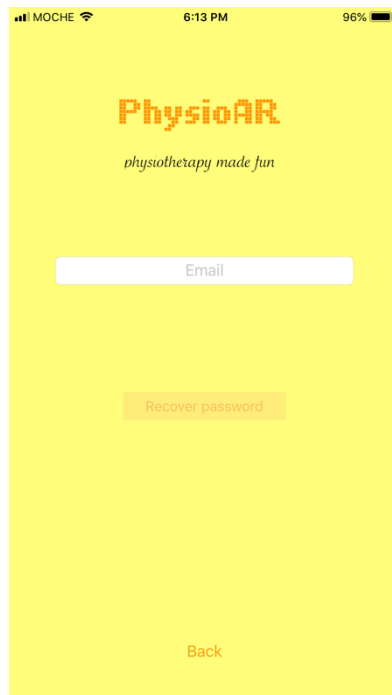 MOCHE 6:13 PM 96%
PhysioAR
physiotherapy made fun
Email
Recover password
Back